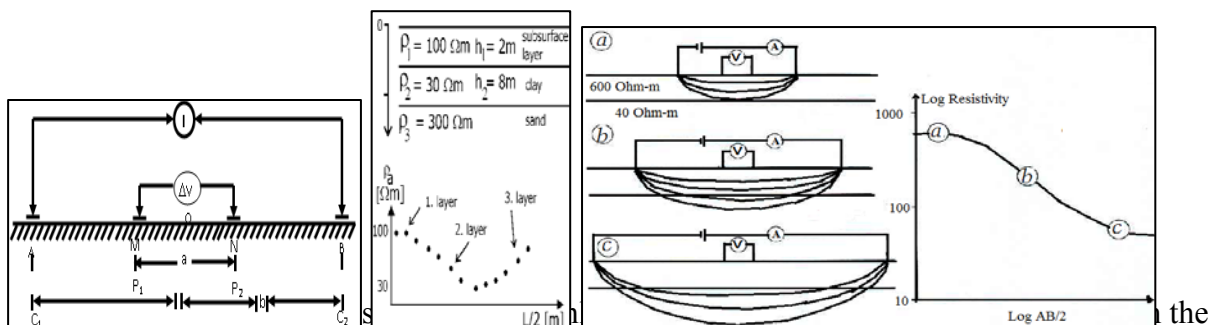 I
ΔV
O
A M N B
a
P₁ P₂
b
C₁ C₂
0
ρ₁ = 100 Ωm h₁ = 2m subsurface layer
ρ₂ = 30 Ωm h₂ = 8m clay
ρ₃ = 300 Ωm sand
ρa
[Ωm]
1. layer
3. layer
100
2. layer
30
L/2 [m]
a
A
V
600 Ohm-m
40 Ohm-m
b
A
V
c
A
V
Log Resistivity
1000
a
b
100
c
10
Log AB/2
the